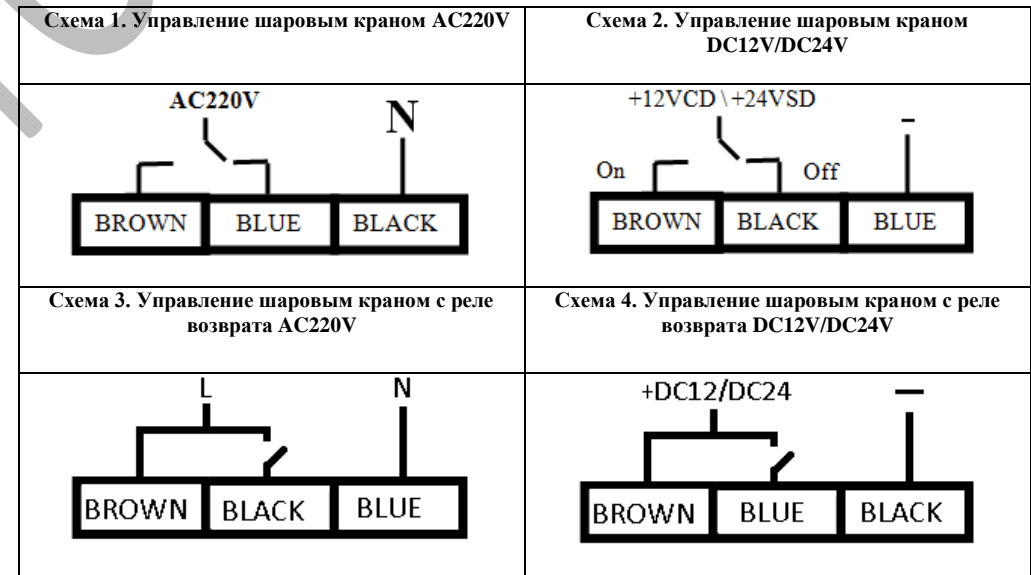 Схема 1. Управление шаровым краном AC220V
Схема 2. Управление шаровым краном
DC12V/DC24V
AC220V
N
BROWN BLUE BLACK
+12VCD \ +24VSD
–
On
Off
BROWN BLACK BLUE
Схема 3. Управление шаровым краном с реле
возврата AC220V
Схема 4. Управление шаровым краном с реле
возврата DC12V/DC24V
L
N
BROWN BLACK BLUE
+DC12/DC24
—
BROWN BLUE BLACK